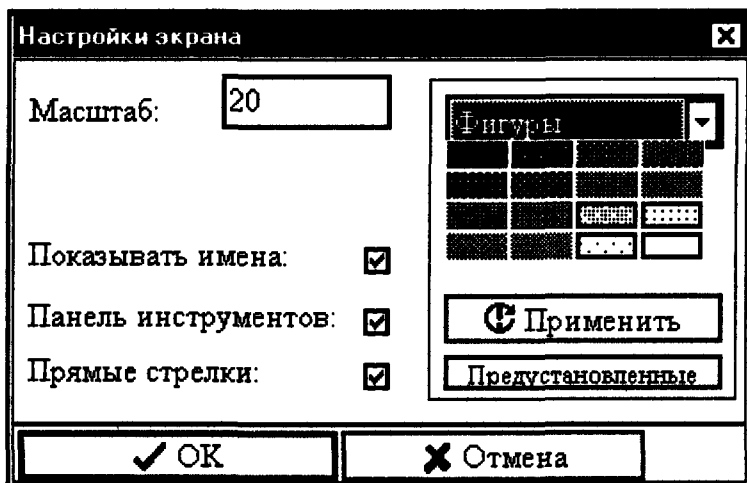 Настройки экрана
Масштаб:
20
Фигуры
Показывать имена:
Панель инструментов:
Прямые стрелки:
Применить
Предустановленные
OK
Отмена